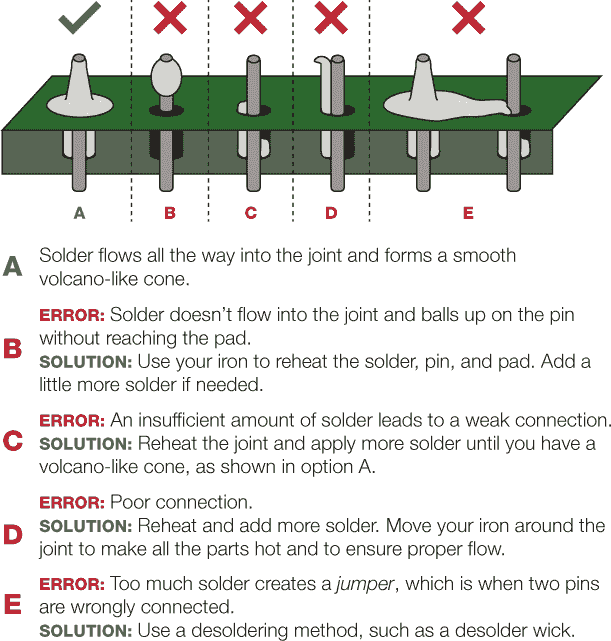 A
B
C
D
E
A
Solder flows all the way into the joint and forms a smooth
volcano-like cone.
B
ERROR: Solder doesn’t flow into the joint and balls up on the pin
without reaching the pad.
SOLUTION: Use your iron to reheat the solder, pin, and pad. Add a
little more solder if needed.
C
ERROR: An insufficient amount of solder leads to a weak connection.
SOLUTION: Reheat the joint and apply more solder until you have a
volcano-like cone, as shown in option A.
D
ERROR: Poor connection.
SOLUTION: Reheat and add more solder. Move your iron around the
joint to make all the parts hot and to ensure proper flow.
E
ERROR: Too much solder creates a jumper, which is when two pins
are wrongly connected.
SOLUTION: Use a desoldering method, such as a desolder wick.